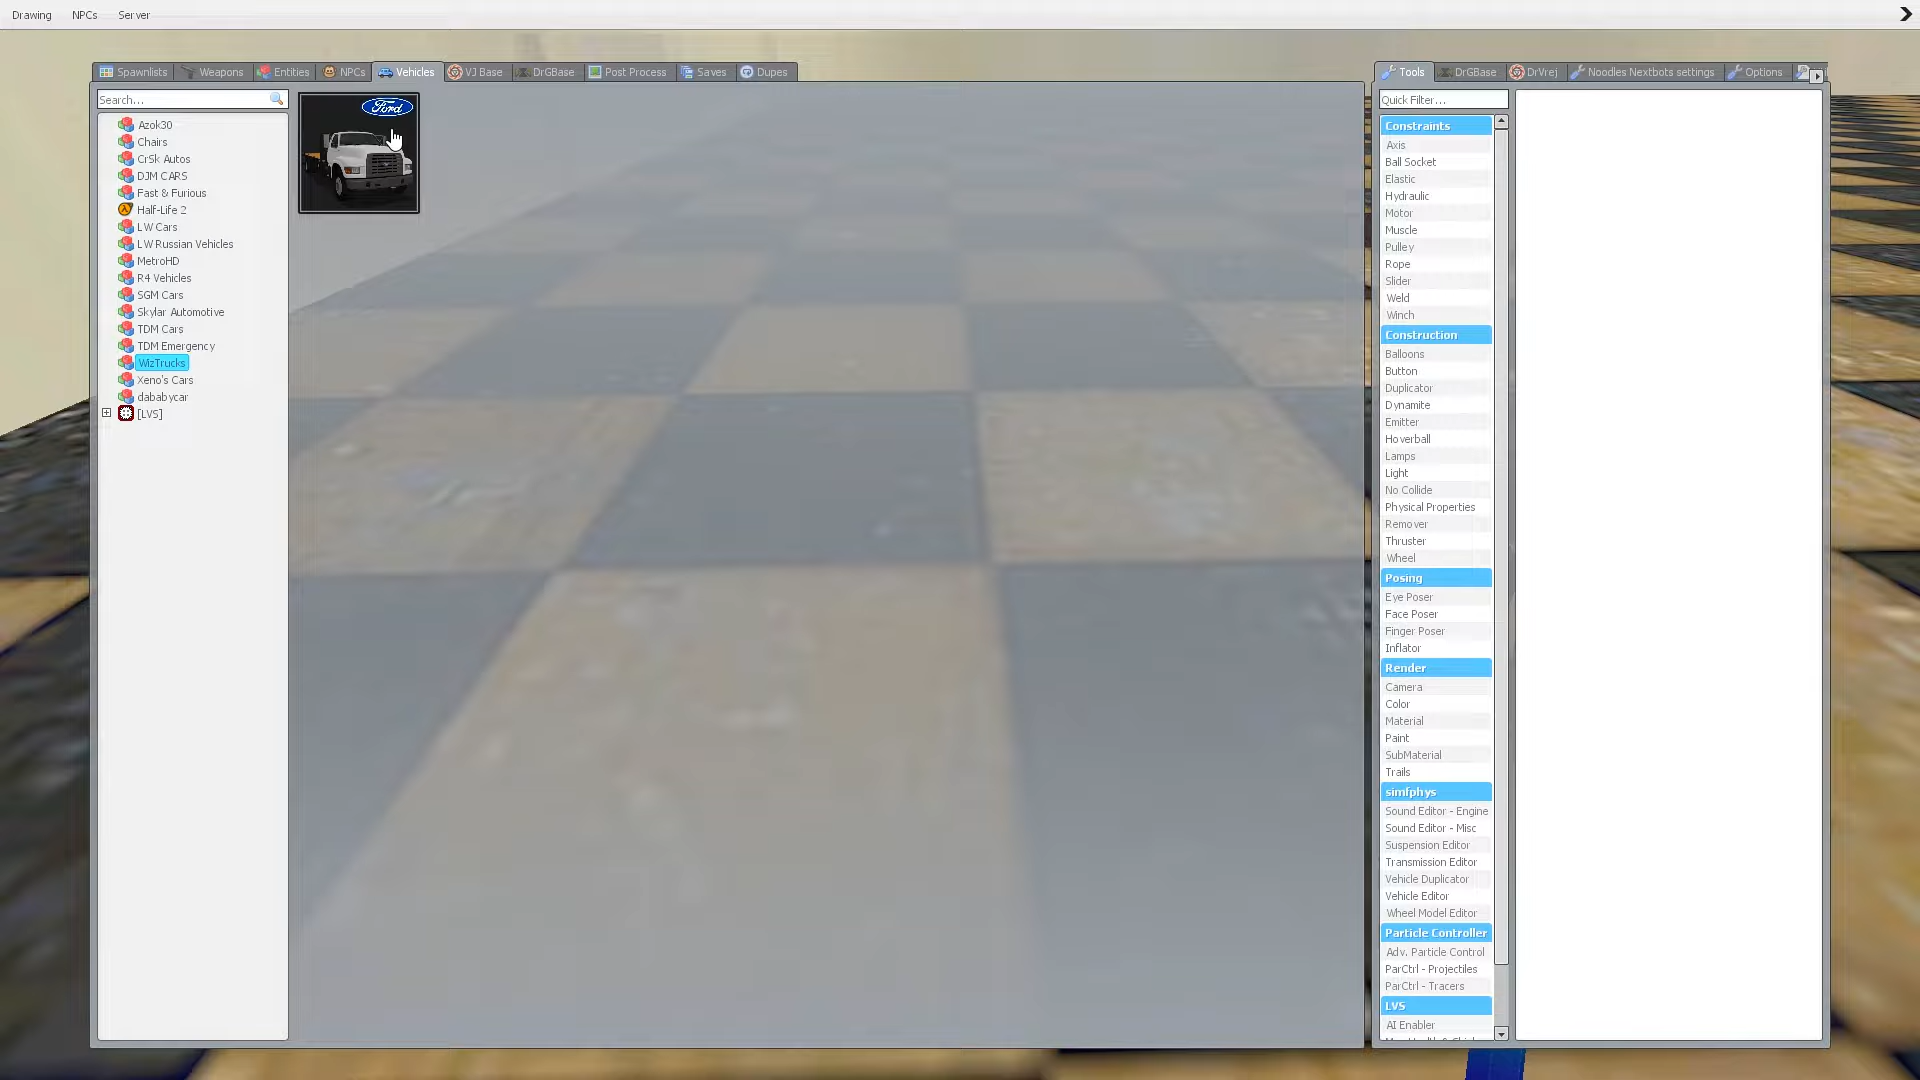 Drawing NPCs Server
Spawnlists Weapons Entities NPCs Vehicles VJ Base DrGBase Post Process Saves Dupes
Search...
Azok30
Chairs
CrSk Autos
DJM CARS
Fast & Furious
Half-Life 2
LW Cars
LW Russian Vehicles
MetroHD
R4 Vehicles
SGM Cars
Skylar Automotive
TDM Cars
TDM Emergency
WizTrucks
Xeno's Cars
dababycar
[LVS]
Ford
Tools DrGBase DrVrej Noodles Nextbots settings Options
Quick Filter...
Constraints
Axis
Ball Socket
Elastic
Hydraulic
Motor
Muscle
Pulley
Rope
Slider
Weld
Winch
Construction
Balloons
Button
Duplicator
Dynamite
Emitter
Hoverball
Lamps
Light
No Collide
Physical Properties
Remover
Thruster
Wheel
Posing
Eye Poser
Face Poser
Finger Poser
Inflator
Render
Camera
Color
Material
Paint
SubMaterial
Trails
simfphys
Sound Editor - Engine
Sound Editor - Misc
Suspension Editor
Transmission Editor
Vehicle Duplicator
Vehicle Editor
Wheel Model Editor
Particle Controller
Adv. Particle Control
ParCtrl - Projectiles
ParCtrl - Tracers
LVS
AI Enabler